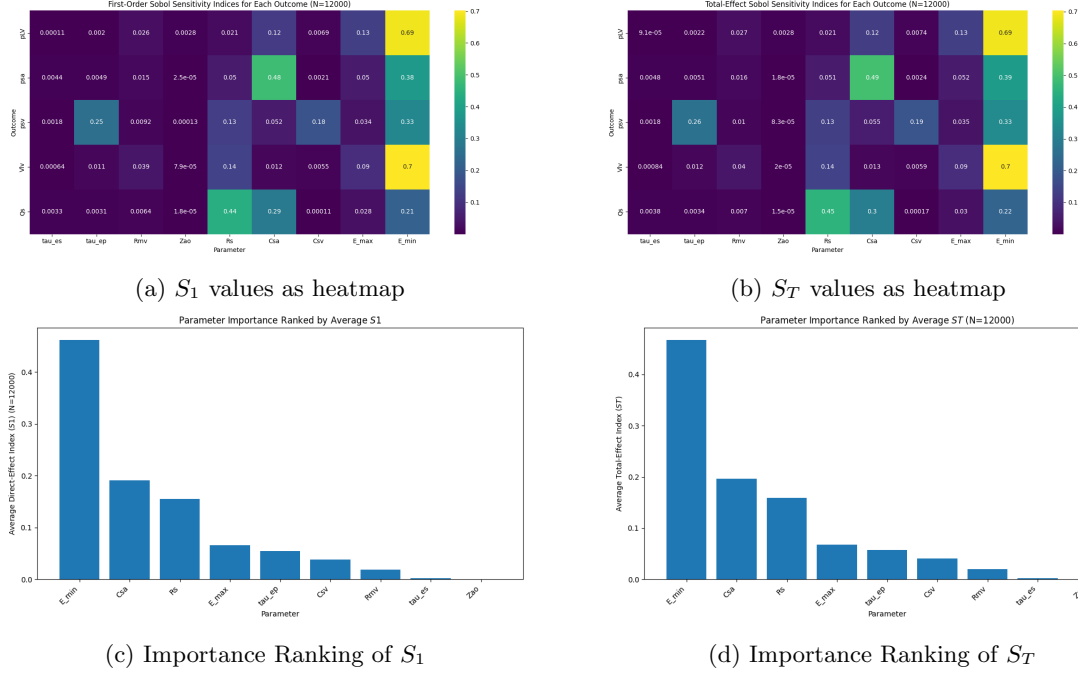 First-Order Sobol Sensitivity Indices for Each Outcome (N=12000)
pLV 0.00011 0.002 0.026 0.0028 0.021 0.12 0.0069 0.13 0.69
psa 0.0044 0.0049 0.015 2.5e-05 0.05 0.48 0.0021 0.05 0.38
psv 0.0018 0.25 0.0092 0.00013 0.13 0.052 0.18 0.034 0.33
Vlv 0.00064 0.011 0.039 7.9e-05 0.14 0.012 0.0055 0.09 0.7
Qs 0.0033 0.0031 0.0064 1.8e-05 0.44 0.29 0.00011 0.028 0.21
Outcome
tau_es tau_ep Rmv Zao Rs Csa Csv E_max E_min
Parameter
0.7
0.6
0.5
0.4
0.3
0.2
0.1
(a) S₁ values as heatmap
Total-Effect Sobol Sensitivity Indices for Each Outcome (N=12000)
pLV 9.1e-05 0.0022 0.027 0.0028 0.021 0.12 0.0074 0.13 0.69
psa 0.0048 0.0051 0.016 1.8e-05 0.051 0.49 0.0024 0.052 0.39
psv 0.0018 0.26 0.01 8.3e-05 0.13 0.055 0.19 0.035 0.33
Vlv 0.00084 0.012 0.04 2e-05 0.14 0.013 0.0059 0.09 0.7
Qs 0.0038 0.0034 0.007 1.5e-05 0.45 0.3 0.00017 0.03 0.22
Outcome
tau_es tau_ep Rmv Zao Rs Csa Csv E_max E_min
Parameter
0.7
0.6
0.5
0.4
0.3
0.2
0.1
(b) S_T values as heatmap
Parameter Importance Ranked by Average S1
Average Direct-Effect Index (S1) (N=12000)
0.4
0.3
0.2
0.1
0.0
E_min Csa Rs E_max tau_ep Csv Rmv tau_es Zao
Parameter
(c) Importance Ranking of S₁
Parameter Importance Ranked by Average ST (N=12000)
Average Total-Effect Index (ST)
0.4
0.3
0.2
0.1
0.0
E_min Csa Rs E_max tau_ep Csv Rmv tau_es
Parameter
(d) Importance Ranking of S_T